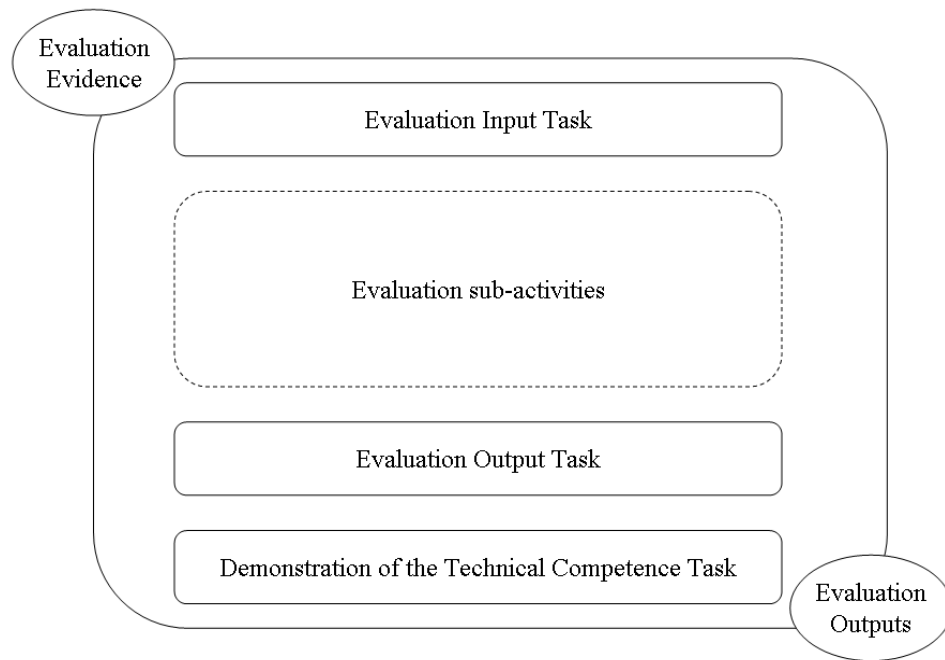 Evaluation
Evidence
Evaluation Input Task
Evaluation sub-activities
Evaluation Output Task
Demonstration of the Technical Competence Task
Evaluation
Outputs